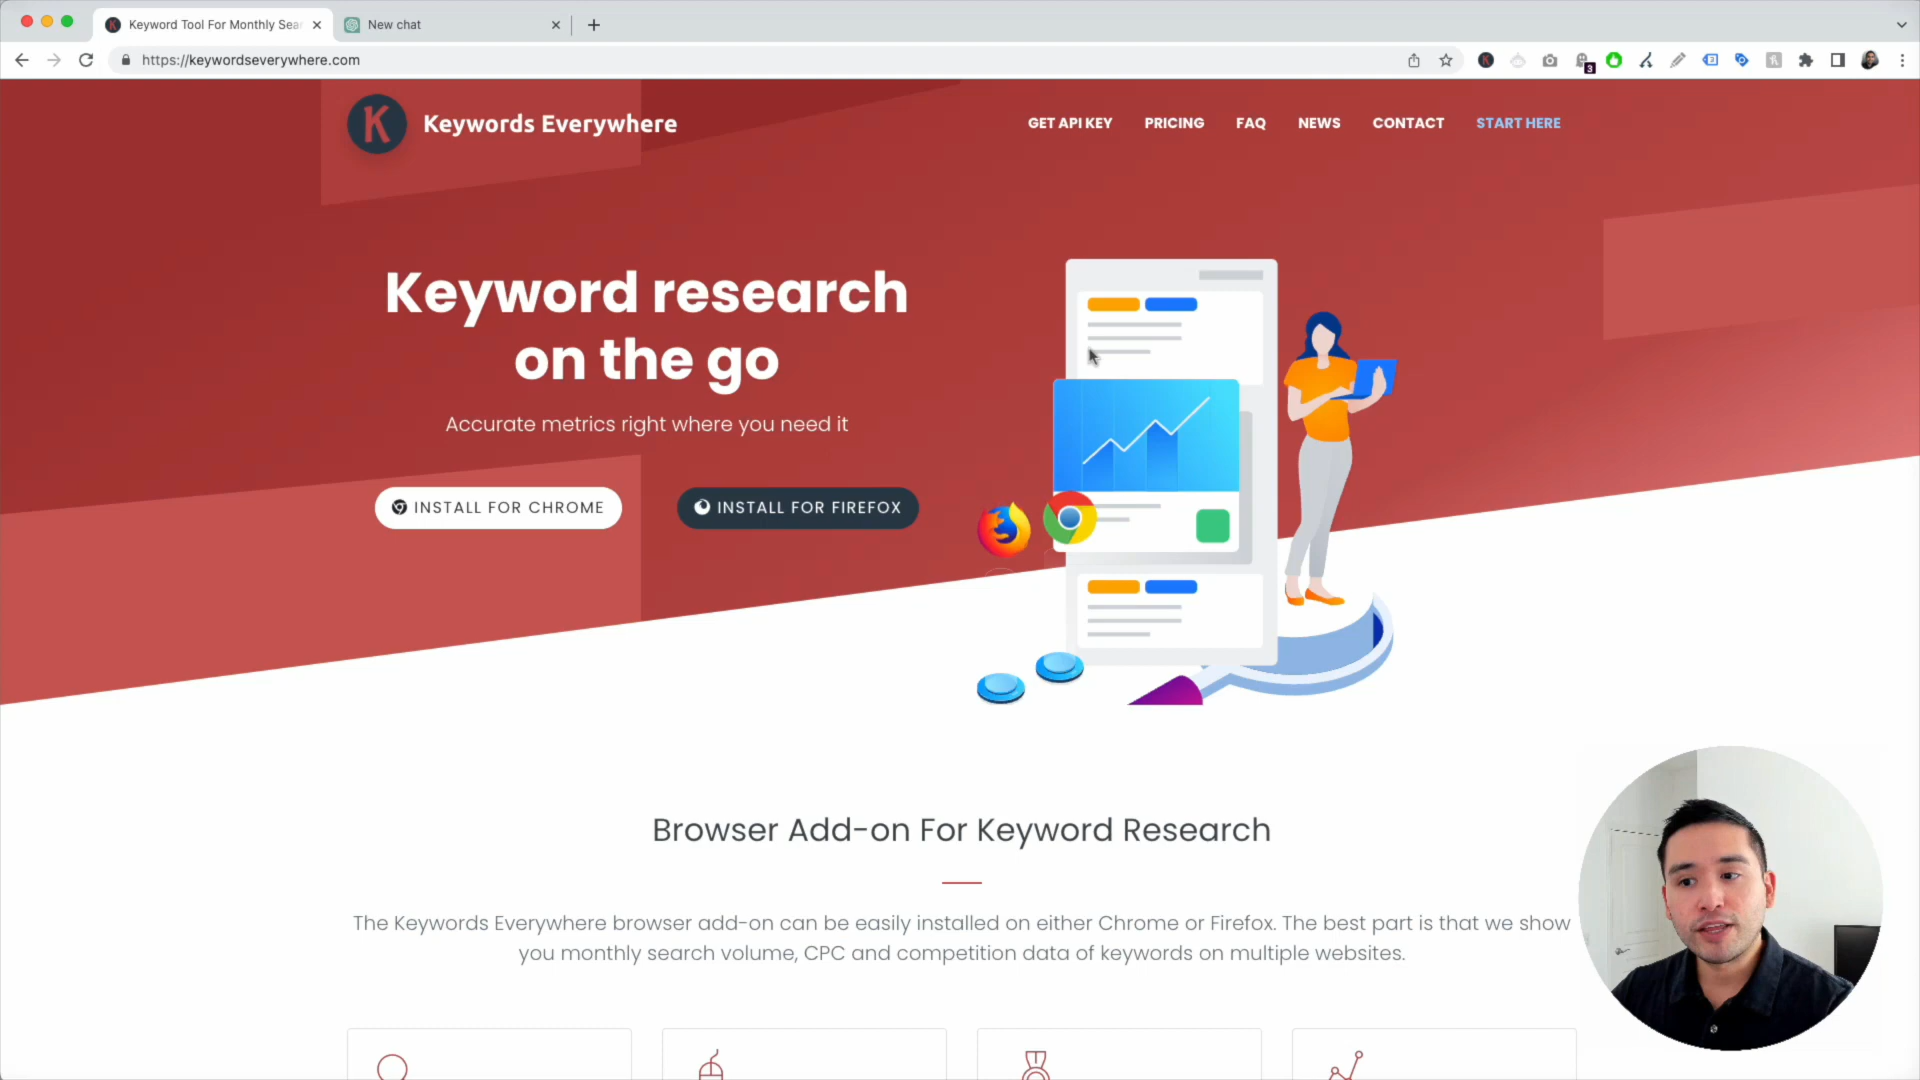 Keyword Tool For Monthly Sear
New chat
https://keywordseverywhere.com
3
K
Keywords Everywhere
GET API KEY
PRICING
FAQ
NEWS
CONTACT
START HERE
Keyword research
on the go
Accurate metrics right where you need it
INSTALL FOR CHROME
INSTALL FOR FIREFOX
Browser Add-on For Keyword Research
The Keywords Everywhere browser add-on can be easily installed on either Chrome or Firefox. The best part is that we show
you monthly search volume, CPC and competition data of keywords on multiple websites.